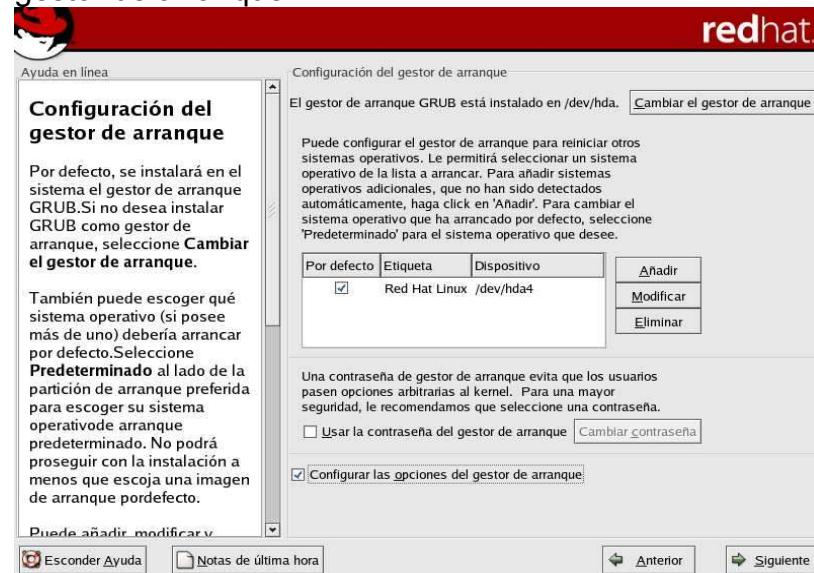 gestor de arranque
redhat.
Ayuda en línea
Configuración del
gestor de arranque
Por defecto, se instalará en el
sistema el gestor de arranque
GRUB.Si no desea instalar
GRUB como gestor de
arranque, seleccione Cambiar
el gestor de arranque.
También puede escoger qué
sistema operativo (si posee
más de uno) debería arrancar
por defecto.Seleccione
Predeterminado al lado de la
partición de arranque preferida
para escoger su sistema
operativode arranque
predeterminado. No podrá
proseguir con la instalación a
menos que escoja una imagen
de arranque pordefecto.
Puede añadir, modificar y
Configuración del gestor de arranque
El gestor de arranque GRUB está instalado en /dev/hda. Cambiar el gestor de arranque
Puede configurar el gestor de arranque para reiniciar otros
sistemas operativos. Le permitirá seleccionar un sistema
operativo de la lista a arrancar. Para añadir sistemas
operativos adicionales, que no han sido detectados
automáticamente, haga click en 'Añadir'. Para cambiar el
sistema operativo que ha arrancado por defecto, seleccione
'Predeterminado' para el sistema operativo que desee.
Por defecto Etiqueta Dispositivo
Red Hat Linux /dev/hda4
Añadir
Modificar
Eliminar
Una contraseña de gestor de arranque evita que los usuarios
pasen opciones arbitrarias al kernel. Para una mayor
seguridad, le recomendamos que seleccione una contraseña.
Usar la contraseña del gestor de arranque Cambiar contraseña
Configurar las opciones del gestor de arranque
Esconder Ayuda Notas de última hora Anterior Siguiente